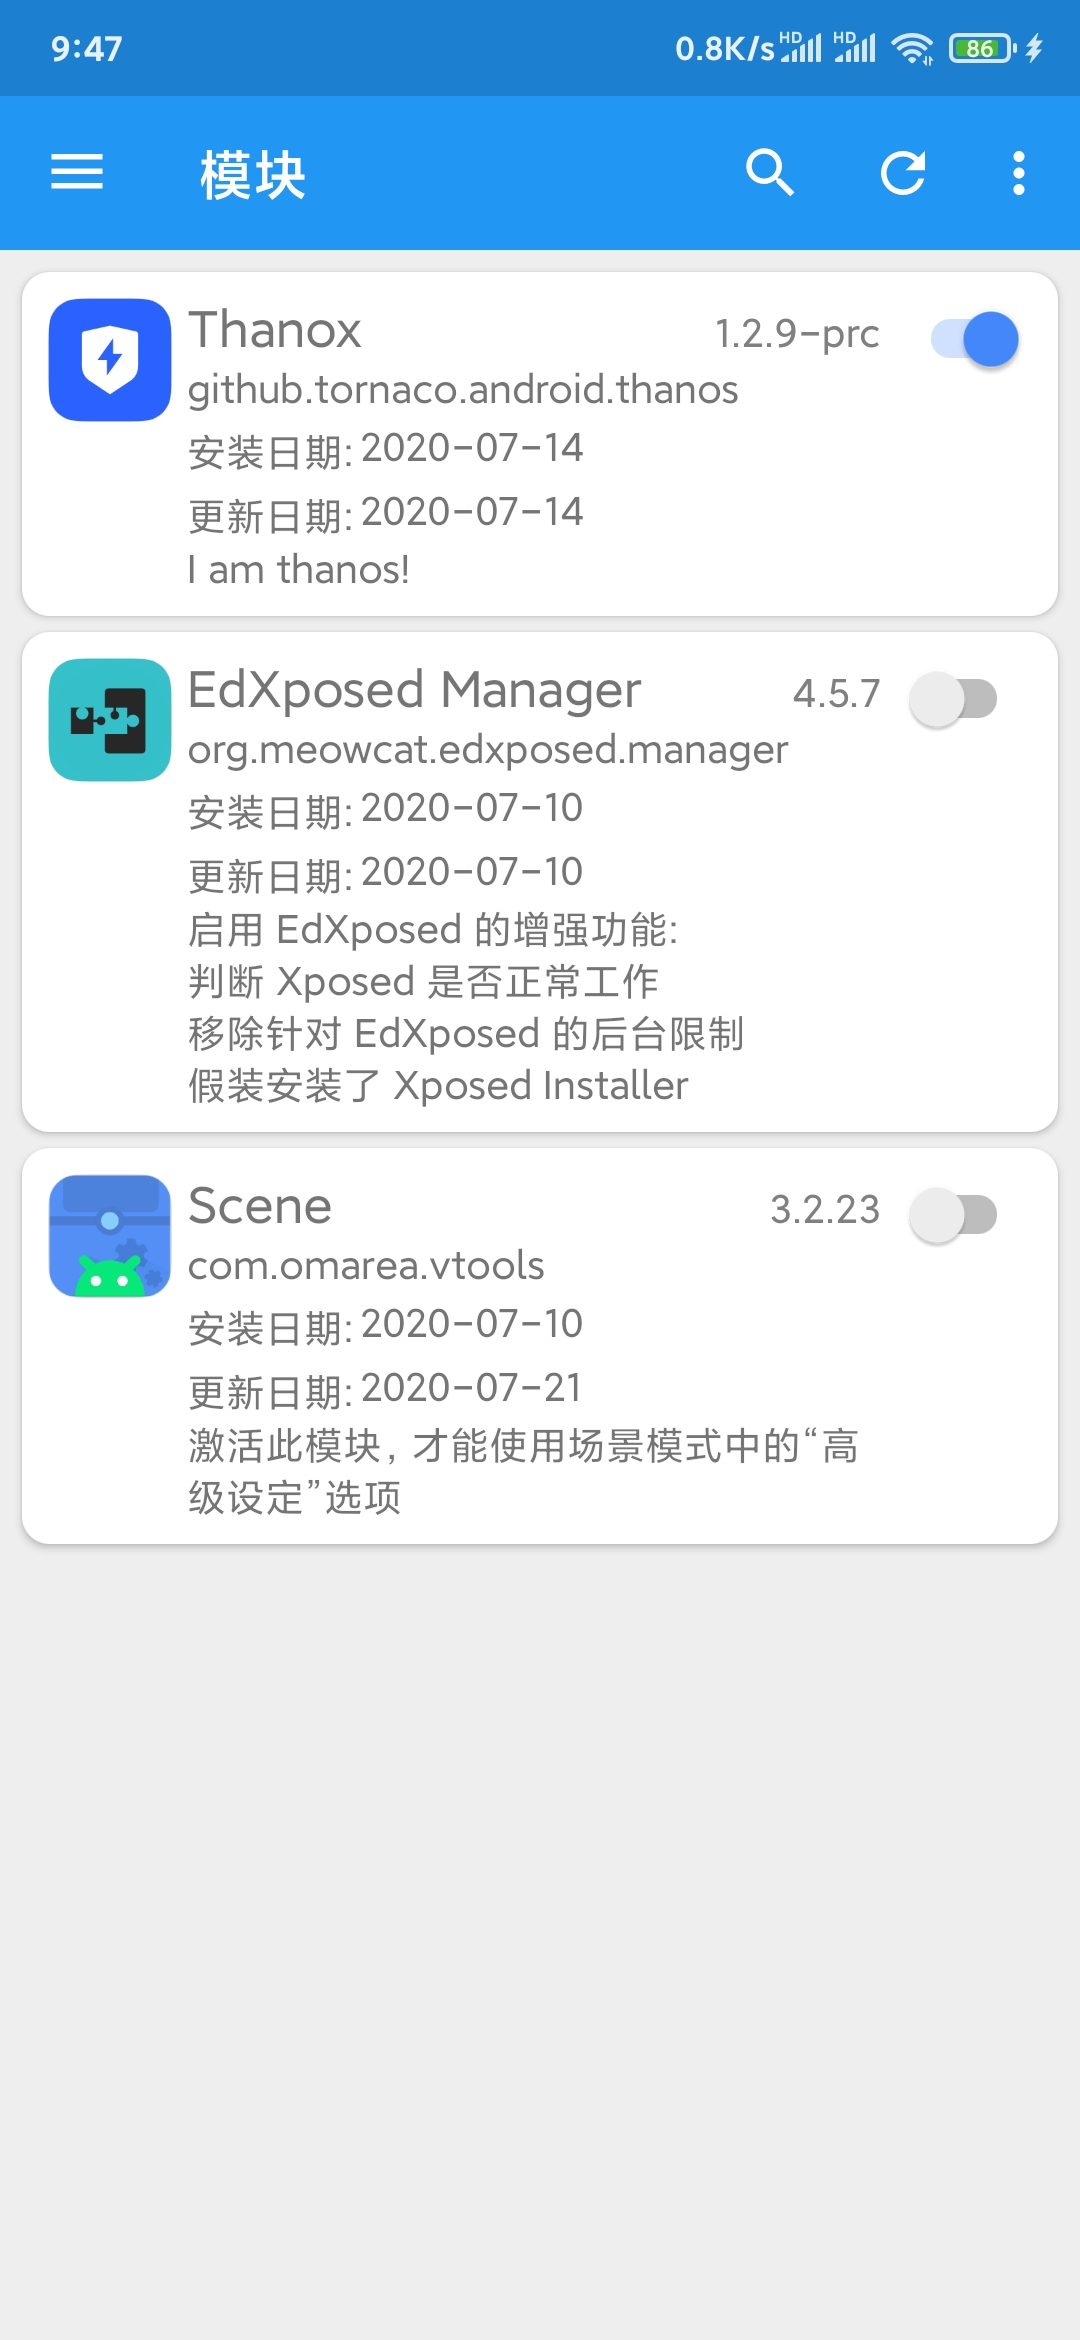 9:47 0.8K/s HD HD 86
模块
Thanox 1.2.9-prc
github.tornaco.android.thanos
安装日期: 2020-07-14
更新日期: 2020-07-14
I am thanos!
EdXposed Manager 4.5.7
org.meowcat.edxposed.manager
安装日期: 2020-07-10
更新日期: 2020-07-10
启用 EdXposed 的增强功能:
判断 Xposed 是否正常工作
移除针对 EdXposed 的后台限制
假装安装了 Xposed Installer
Scene 3.2.23
com.omarea.vtools
安装日期: 2020-07-10
更新日期: 2020-07-21
激活此模块，才能使用场景模式中的“高
级设定”选项